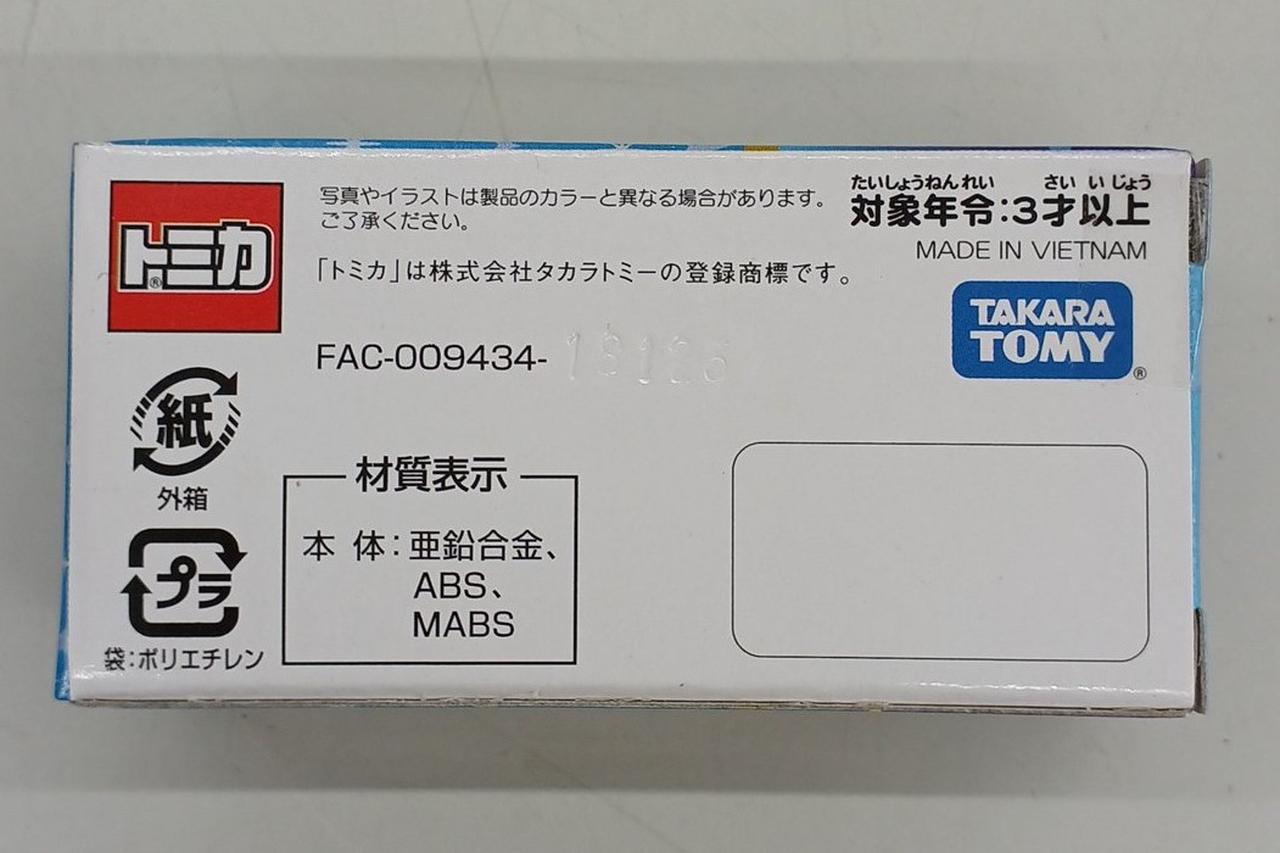 トミカ®
写真やイラストは製品のカラーと異なる場合があります。
ご了承ください。
「トミカ」は株式会社タカラトミーの登録商標です。
FAC-009434-
たいしょうねんれい さい いじょう
対象年令:3才以上
MADE IN VIETNAM
TAKARA
TOMY®
紙
外箱
プラ
袋:ポリエチレン
材質表示
本 体:亜鉛合金、
ABS、
MABS